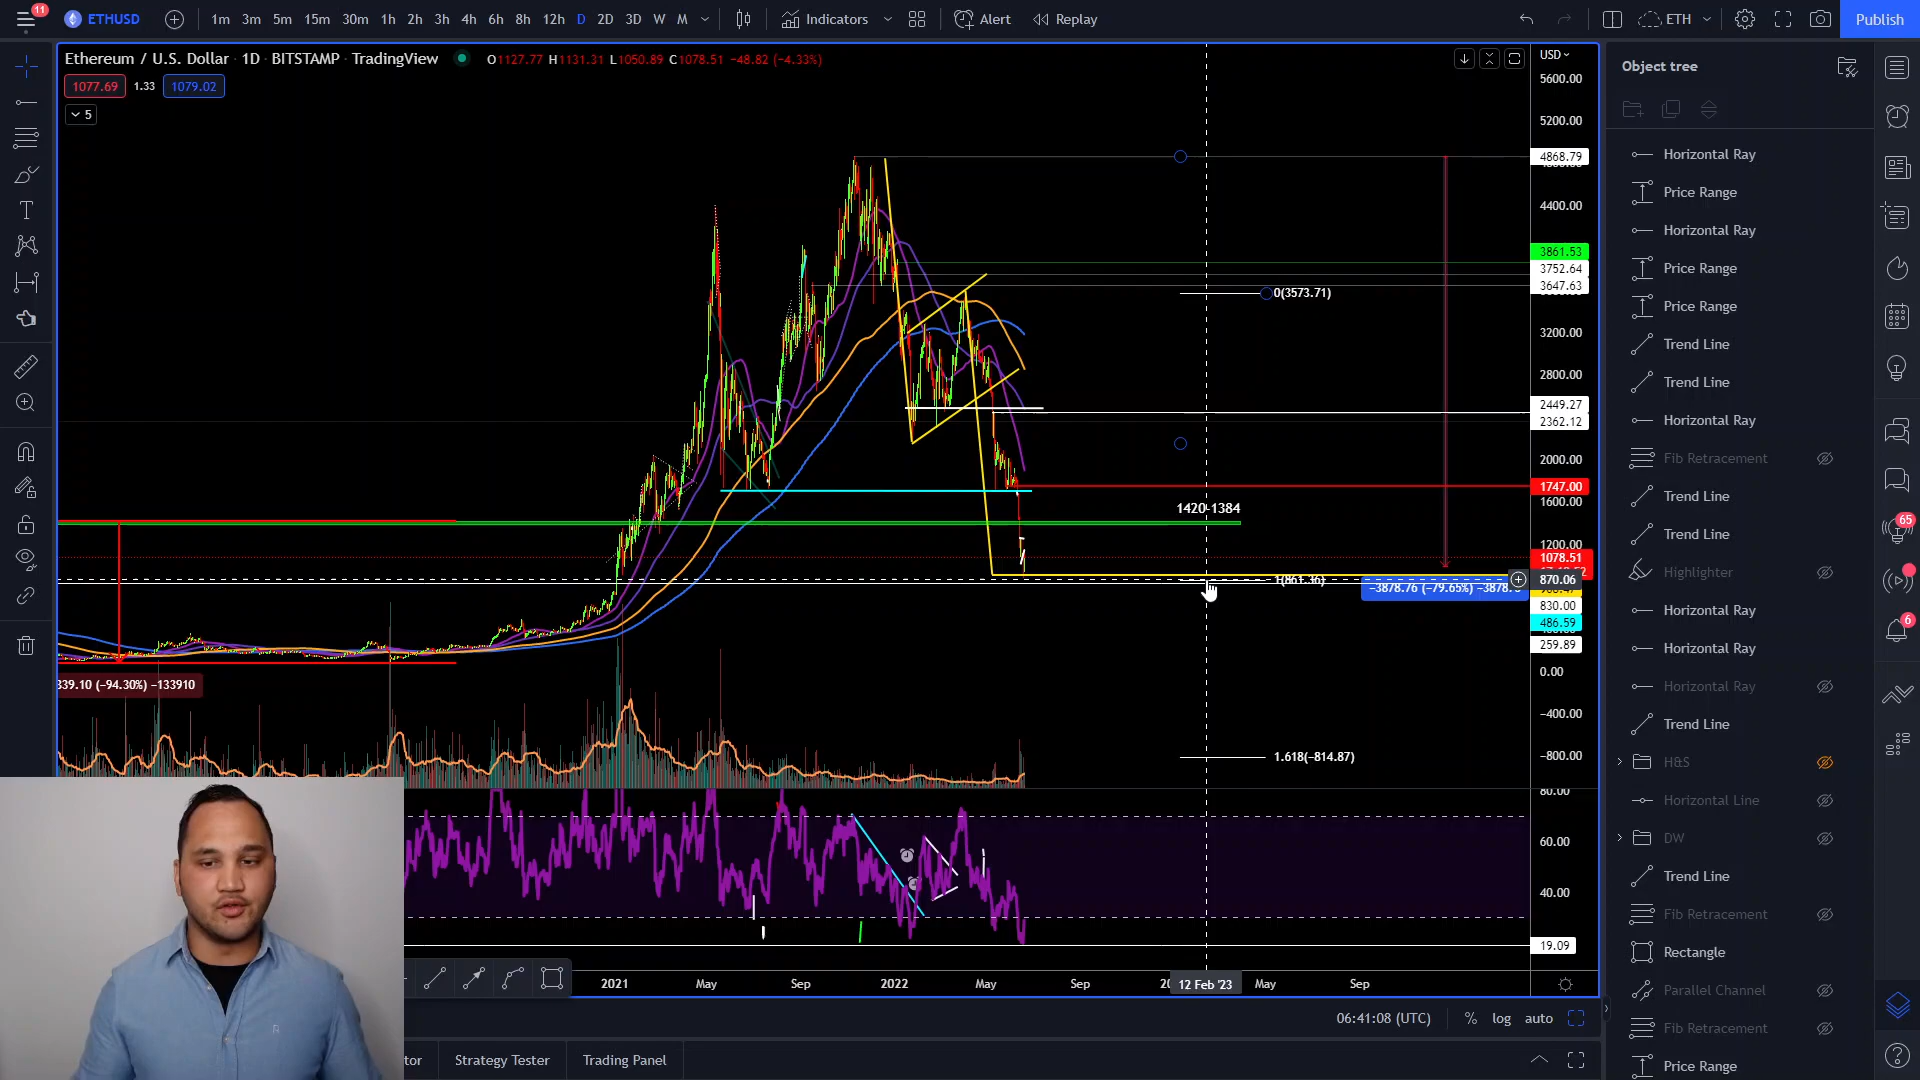 11
ETHUSD 1m 3m 5m 15m 30m 1h 2h 3h 4h 6h 8h 12h D 2D 3D W M Indicators Alert Replay ETH Publish
Ethereum / U.S. Dollar · 1D · BITSTAMP · TradingView O1127.77 H1131.31 L1050.89 C1078.51 −48.82 (−4.33%)
1077.69 1.33 1079.02
5
USD
5600.00
5200.00
4868.79
4400.00
3861.53
3752.64
3647.63
3200.00
2800.00
2449.27
2362.12
2000.00
1747.00
1600.00
1200.00
1078.51
870.06
830.00
486.59
259.89
0.00
−400.00
−800.00
80.00
60.00
40.00
19.09
0(3573.71)
1420-1384
1(861.36)
−3878.76 (−79.65%) −3878.
339.10 (−94.30%) −133910
1.618(−814.87)
2021 May Sep 2022 May Sep 12 Feb '23 May Sep
06:41:08 (UTC) % log auto
tor Strategy Tester Trading Panel
Object tree
Horizontal Ray
Price Range
Horizontal Ray
Price Range
Price Range
Trend Line
Trend Line
Horizontal Ray
Fib Retracement
Trend Line
Trend Line
Highlighter
Horizontal Ray
Horizontal Ray
Horizontal Ray
Trend Line
H&S
Horizontal Line
DW
Trend Line
Fib Retracement
Rectangle
Parallel Channel
Fib Retracement
Price Range
65
6